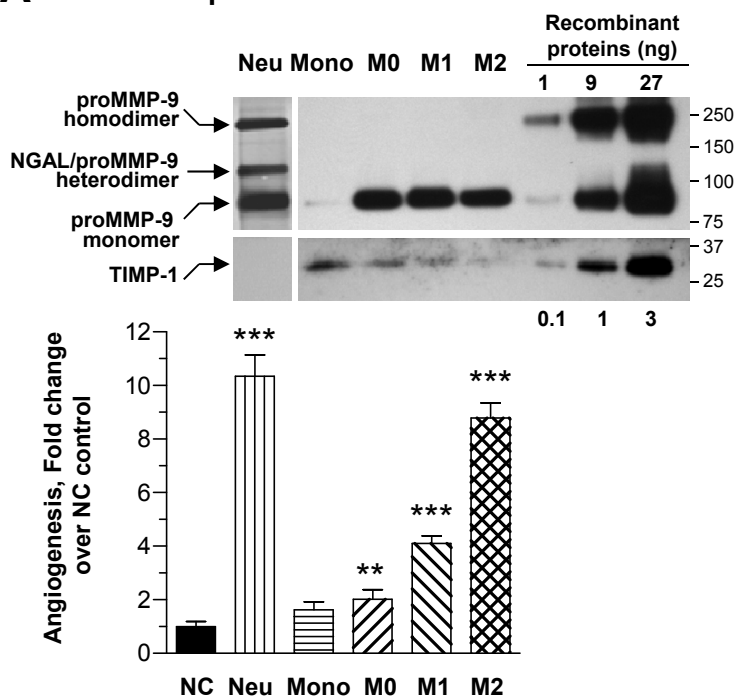 Recombinant
proteins (ng)
Neu Mono M0 M1 M2
1 9 27
proMMP-9
homodimer
NGAL/proMMP-9
heterodimer
proMMP-9
monomer
TIMP-1
250
150
100
75
37
25
0.1 1 3
Angiogenesis, Fold change
over NC control
12
10
8
6
4
2
0
***
**
***
***
NC Neu Mono M0 M1 M2